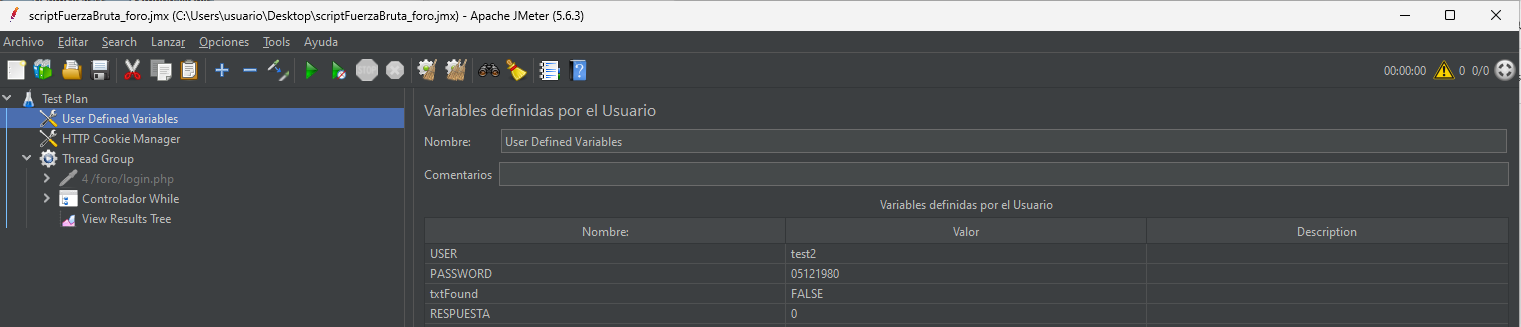 scriptFuerzaBruta_foro.jmx (C:\Users\usuario\Desktop\scriptFuerzaBruta_foro.jmx) - Apache JMeter (5.6.3)
Archivo Editar Search Lanzar Opciones Tools Ayuda
STOP 00:00:00 0 0/0
Test Plan
User Defined Variables
HTTP Cookie Manager
Thread Group
4 /foro/login.php
Controlador While
View Results Tree
Variables definidas por el Usuario
Nombre: User Defined Variables
Comentarios
Variables definidas por el Usuario
Nombre: Valor Description
USER test2
PASSWORD 05121980
txtFound FALSE
RESPUESTA 0